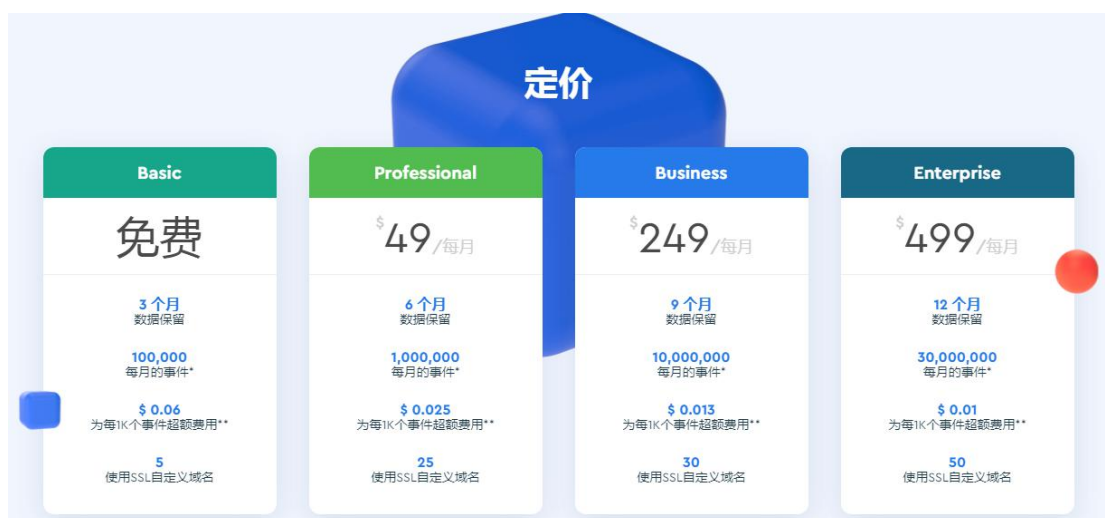 定价
Basic
免费
3 个月
数据保留
100,000
每月的事件*
$ 0.06
为每1K个事件超额费用**
5
使用SSL自定义域名
Professional
$49/每月
6 个月
数据保留
1,000,000
每月的事件*
$ 0.025
为每1K个事件超额费用**
25
使用SSL自定义域名
Business
$249/每月
9 个月
数据保留
10,000,000
每月的事件*
$ 0.013
为每1K个事件超额费用**
30
使用SSL自定义域名
Enterprise
$499/每月
12 个月
数据保留
30,000,000
每月的事件*
$ 0.01
为每1K个事件超额费用**
50
使用SSL自定义域名